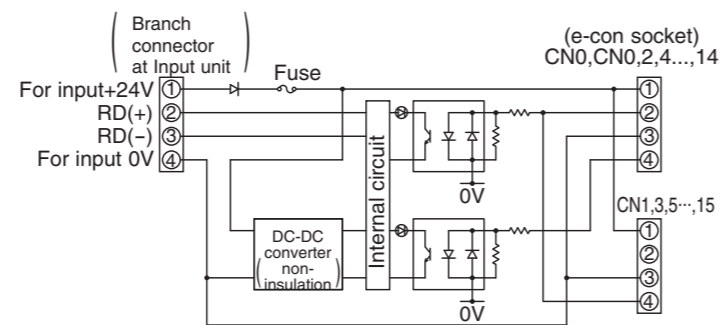 (Branch
connector
at Input unit)
(e-con socket)
CN0,CN0,2,4...,14
Fuse
For input+24V ①
RD(+) ②
RD(−) ③
For input 0V ④
①
②
③
④
Internal circuit
0V
CN1,3,5···,15
①
②
③
④
DC-DC
converter
(non-
insulation)
0V